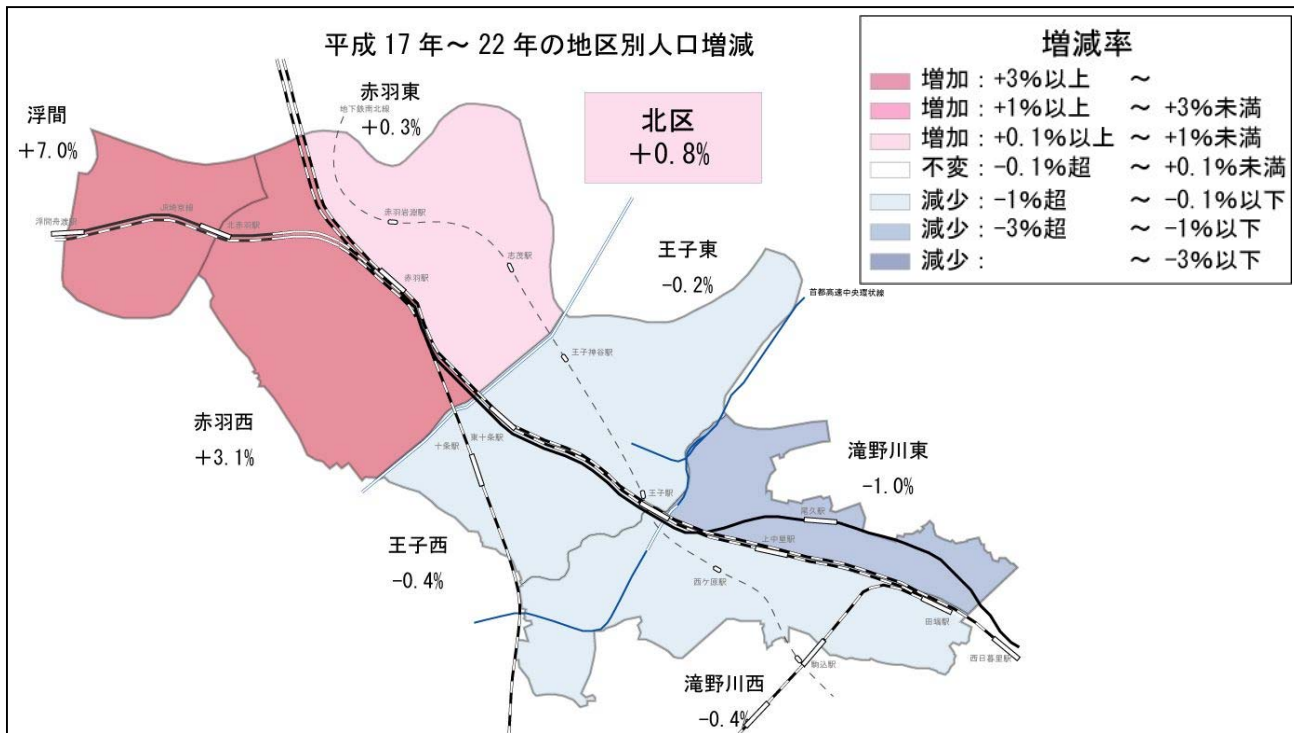 平成17年～22年の地区別人口増減
増減率
増加：+3%以上 ～
増加：+1%以上 ～ +3%未満
増加：+0.1%以上 ～ +1%未満
不変：-0.1%超 ～ +0.1%未満
減少：-1%超 ～ -0.1%以下
減少：-3%超 ～ -1%以下
減少： ～ -3%以下
浮間
+7.0%
赤羽東
地下鉄南北線
+0.3%
北区
+0.8%
浮間舟渡駅
JR埼京線
北赤羽駅
赤羽岩淵駅
志茂駅
赤羽駅
王子東
-0.2%
首都高速中央環状線
王子神谷駅
赤羽西
+3.1%
十条駅
東十条駅
滝野川東
-1.0%
王子駅
尾久駅
上中里駅
王子西
-0.4%
西ケ原駅
田端駅
西日暮里駅
駒込駅
滝野川西
-0.4%